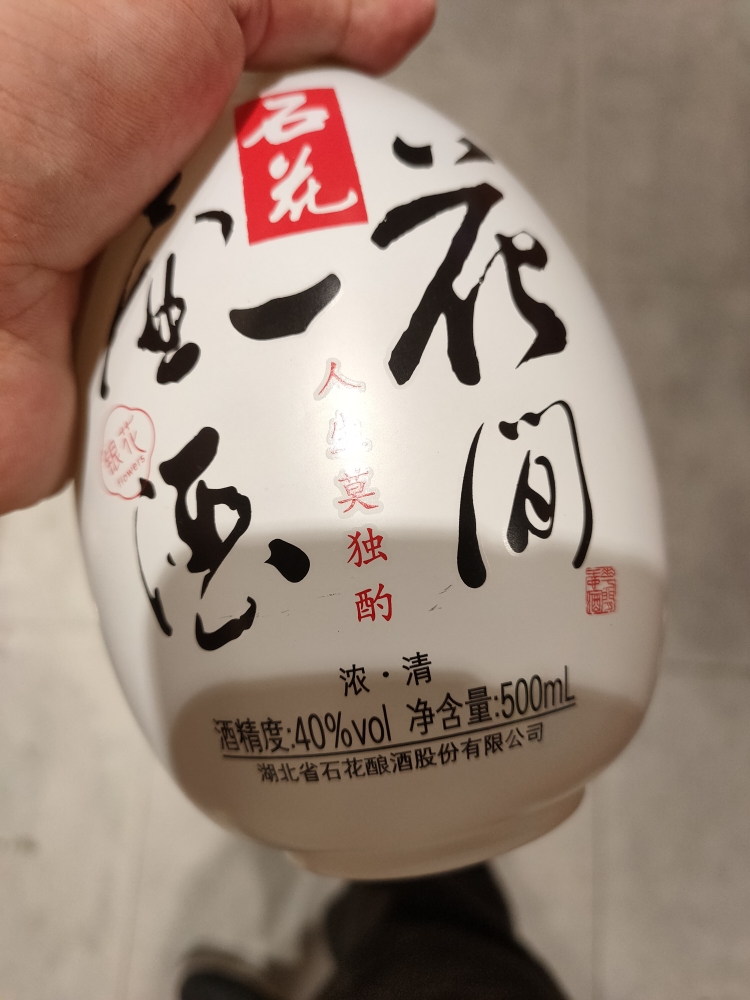 石花
花间
一壶
酒
人生莫独酌
银花
flowers
浓·清
酒精度:40%vol 净含量:500mL
湖北省石花酿酒股份有限公司